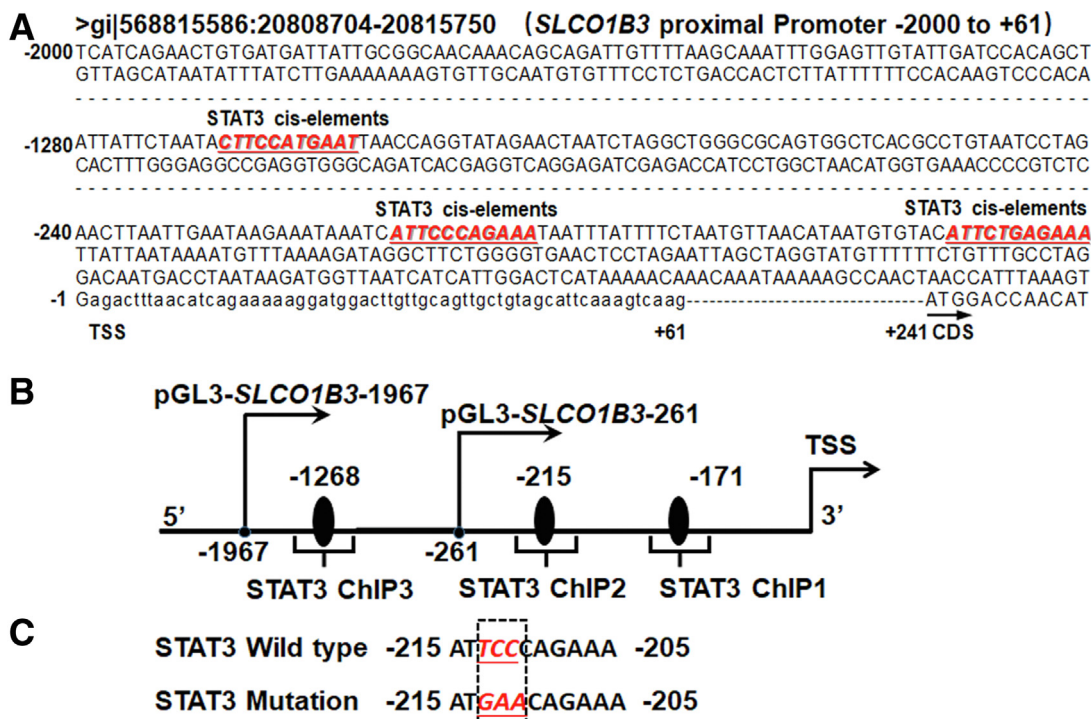 A
>gi|568815586:20808704-20815750 (SLCO1B3 proximal Promoter -2000 to +61)
-2000 TCATCAGAACTGTGATGATTATTGCGGCAACAAACAGCAGATTGTTTTAAGCAAATTTGGAGTTGTATTGATCCACAGCT
GTTAGCATAATATTTATCTTGAAAAAAAGTGTTGCAATGTGTTTCCTCTGACCACTCTTATTTTTTCCACAAGTCCCACA
STAT3 cis-elements
-1280 ATTATTCTAATACTTCCATGAATTAACCAGGTATAGAACTAATCTAGGCTGGGCGCAGTGGCTCACGCCTGTAATCCTAG
CACTTTGGGAGGCCGAGGTGGGCAGATCACGAGGTCAGGAGATCGAGACCATCCTGGCTAACATGGTGAAACCCCGTCTC
STAT3 cis-elements STAT3 cis-elements
-240 AACTTAATTGAATAAGAAATAAATCATTCCCAGAAATAATTTATTTTCTAATGTTAACATAATGTGTACATTCTGAGAAA
TTATTAATAAAATGTTTAAAAGATAGGCTTCTGGGGTGAACTCCTAGAATTAGCTAGGTATGTTTTTTCTGTTTGCCTAG
GACAATGACCTAATAAGATGGTTAATCATCATTGGACTCATAAAAACAAACAAATAAAAAGCCAACTAACCATTTAAAGT
-1 Gagactttaacatcagaaaaaggatggacttgttgcagttgctgtagcattcaaagtcaag------------------------ATGGACCAACAT
TSS +61 +241 CDS
B
pGL3-SLCO1B3-1967
pGL3-SLCO1B3-261
TSS
-1268 -215 -171
5’ 3’
-1967 -261
STAT3 ChIP3 STAT3 ChIP2 STAT3 ChIP1
C
STAT3 Wild type -215 ATTCCCAGAAA -205
STAT3 Mutation -215 ATGAACAGAAA -205